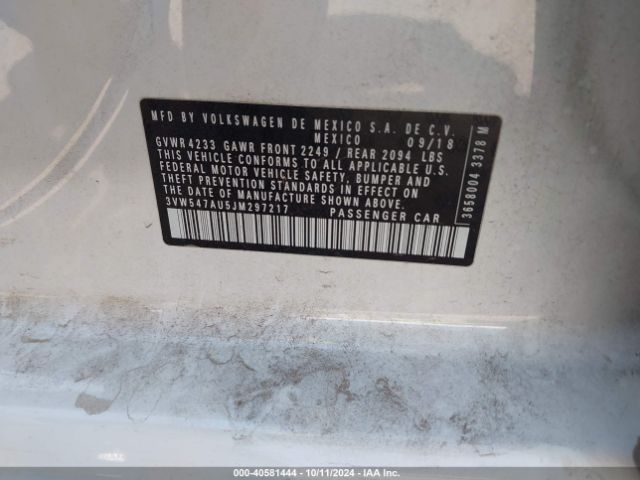 MFD BY VOLKSWAGEN DE MEXICO S.A. DE C.V.
MEXICO 09/18
GVWR 4233 GAWR FRONT 2249 / REAR 2094 LBS
THIS VEHICLE CONFORMS TO ALL APPLICABLE U.S.
FEDERAL MOTOR VEHICLE SAFETY, BUMPER AND
THEFT PREVENTION STANDARDS IN EFFECT ON
THE DATE OF MANUFACTURE SHOWN ABOVE.
3VW547AU5JM297217 PASSENGER CAR
3658004 3378 M
000-40581444 - 10/11/2024 - IAA Inc.